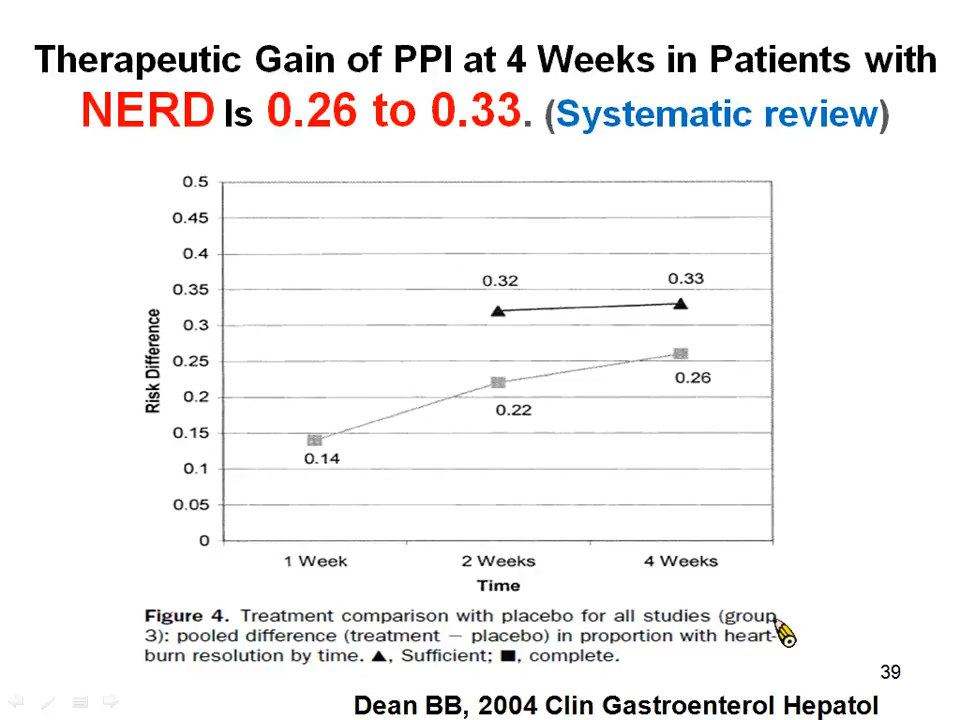 Therapeutic Gain of PPI at 4 Weeks in Patients with
NERD Is 0.26 to 0.33. (Systematic review)
0.5
0.45
0.4
0.35
0.3
0.25
0.2
0.15
0.1
0.05
0
Risk Difference
0.32
0.33
0.26
0.22
0.14
1 Week
2 Weeks
4 Weeks
Time
Figure 4. Treatment comparison with placebo for all studies (group
3): pooled difference (treatment − placebo) in proportion with heart-
burn resolution by time. ▲, Sufficient; ■, complete.
39
Dean BB, 2004 Clin Gastroenterol Hepatol